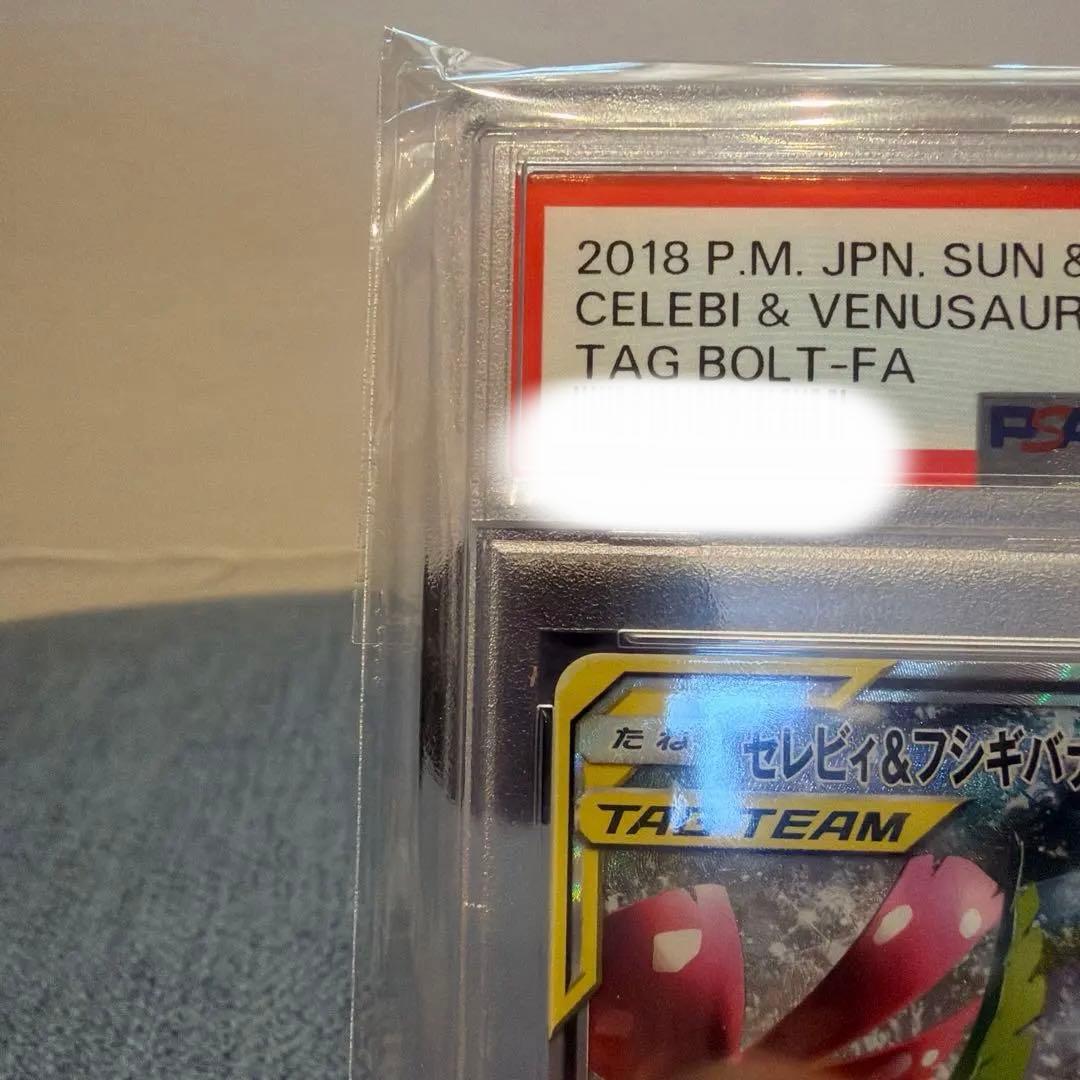 2018 P.M. JPN. SUN &
CELEBI & VENUSAUR
TAG BOLT-FA
PSA
たね
セレビィ&フシギバナ
TAG TEAM